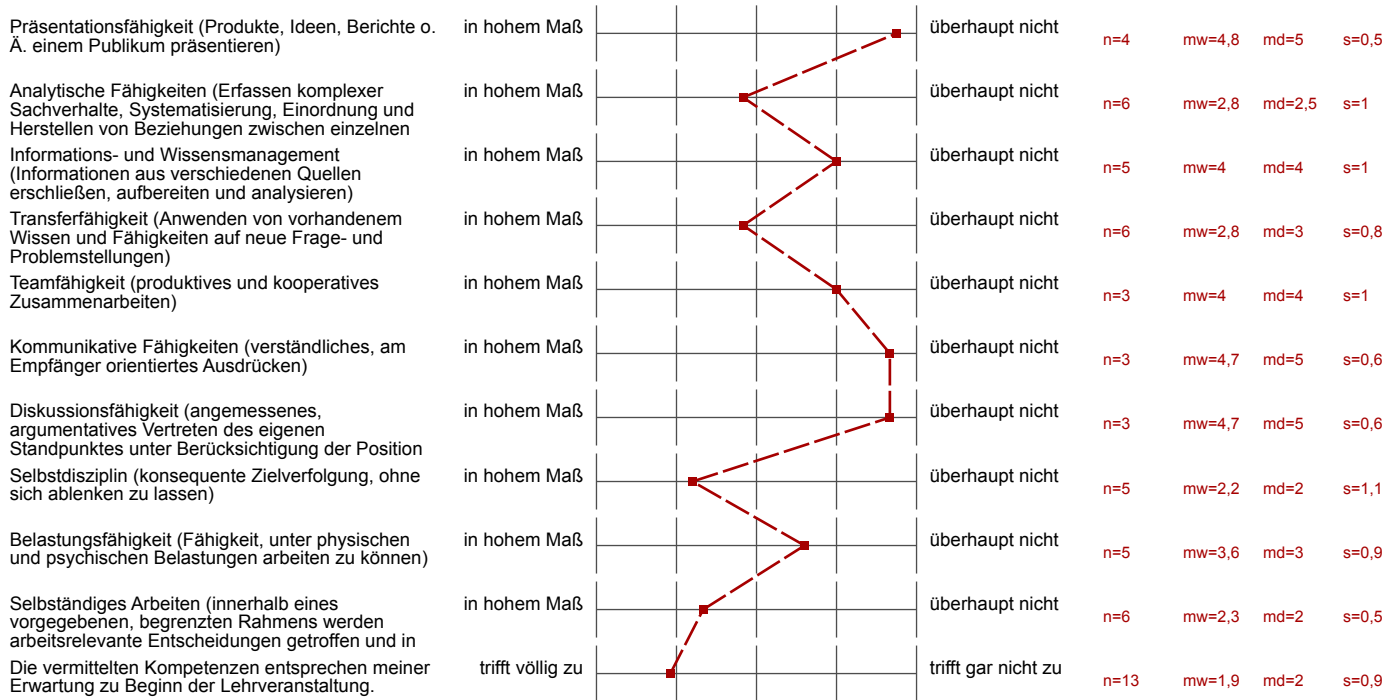 Präsentationsfähigkeit (Produkte, Ideen, Berichte o.
Ä. einem Publikum präsentieren)
in hohem Maß
überhaupt nicht
n=4 mw=4,8 md=5 s=0,5
Analytische Fähigkeiten (Erfassen komplexer
Sachverhalte, Systematisierung, Einordnung und
Herstellen von Beziehungen zwischen einzelnen
in hohem Maß
überhaupt nicht
n=6 mw=2,8 md=2,5 s=1
Informations- und Wissensmanagement
(Informationen aus verschiedenen Quellen
erschließen, aufbereiten und analysieren)
in hohem Maß
überhaupt nicht
n=5 mw=4 md=4 s=1
Transferfähigkeit (Anwenden von vorhandenem
Wissen und Fähigkeiten auf neue Frage- und
Problemstellungen)
in hohem Maß
überhaupt nicht
n=6 mw=2,8 md=3 s=0,8
Teamfähigkeit (produktives und kooperatives
Zusammenarbeiten)
in hohem Maß
überhaupt nicht
n=3 mw=4 md=4 s=1
Kommunikative Fähigkeiten (verständliches, am
Empfänger orientiertes Ausdrücken)
in hohem Maß
überhaupt nicht
n=3 mw=4,7 md=5 s=0,6
Diskussionsfähigkeit (angemessenes,
argumentatives Vertreten des eigenen
Standpunktes unter Berücksichtigung der Position
in hohem Maß
überhaupt nicht
n=3 mw=4,7 md=5 s=0,6
Selbstdisziplin (konsequente Zielverfolgung, ohne
sich ablenken zu lassen)
in hohem Maß
überhaupt nicht
n=5 mw=2,2 md=2 s=1,1
Belastungsfähigkeit (Fähigkeit, unter physischen
und psychischen Belastungen arbeiten zu können)
in hohem Maß
überhaupt nicht
n=5 mw=3,6 md=3 s=0,9
Selbständiges Arbeiten (innerhalb eines
vorgegebenen, begrenzten Rahmens werden
arbeitsrelevante Entscheidungen getroffen und in
in hohem Maß
überhaupt nicht
n=6 mw=2,3 md=2 s=0,5
Die vermittelten Kompetenzen entsprechen meiner
Erwartung zu Beginn der Lehrveranstaltung.
trifft völlig zu
trifft gar nicht zu
n=13 mw=1,9 md=2 s=0,9